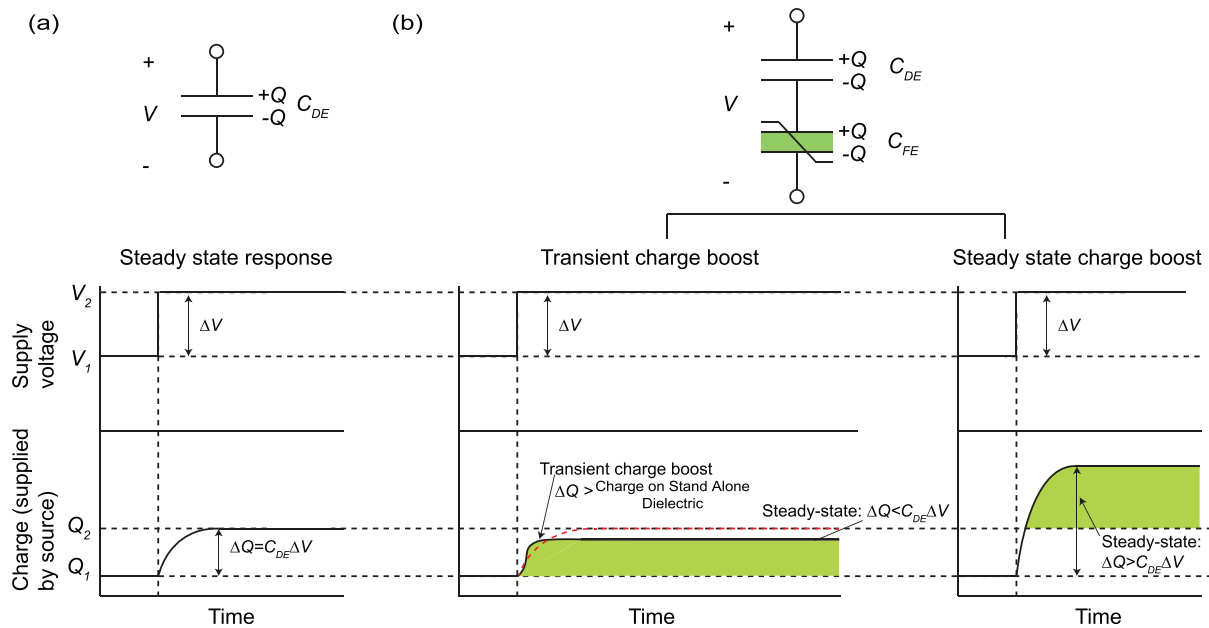 (a)
+
V
-
+Q
-Q
C_DE
(b)
+
V
-
+Q
-Q
C_DE
+Q
-Q
C_FE
Steady state response
Transient charge boost
Steady state charge boost
Supply
voltage
V_2
V_1
ΔV
ΔV
ΔV
Charge (supplied
by source)
Q_2
Q_1
ΔQ=C_DEΔV
Transient charge boost
ΔQ > Charge on Stand Alone
Dielectric
Steady-state: ΔQ<C_DEΔV
Steady-state:
ΔQ>C_DEΔV
Time
Time
Time